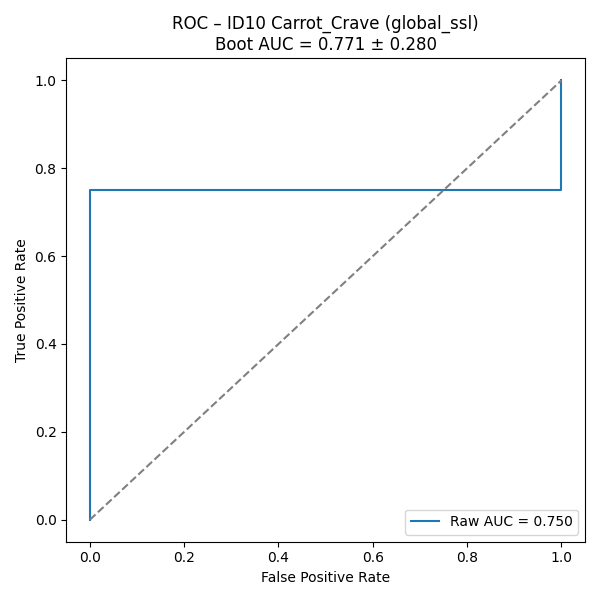 ROC – ID10 Carrot_Crave (global_ssl)
Boot AUC = 0.771 ± 0.280
1.0
0.8
0.6
0.4
0.2
0.0
True Positive Rate
Raw AUC = 0.750
0.0 0.2 0.4 0.6 0.8 1.0
False Positive Rate